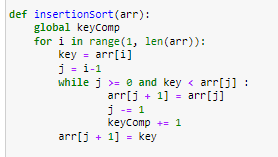 def insertionSort(arr):
    global keyComp
    for i in range(1, len(arr)):
        key = arr[i]
        j = i-1
        while j >= 0 and key < arr[j] :
                arr[j + 1] = arr[j]
                j -= 1
                keyComp += 1
        arr[j + 1] = key